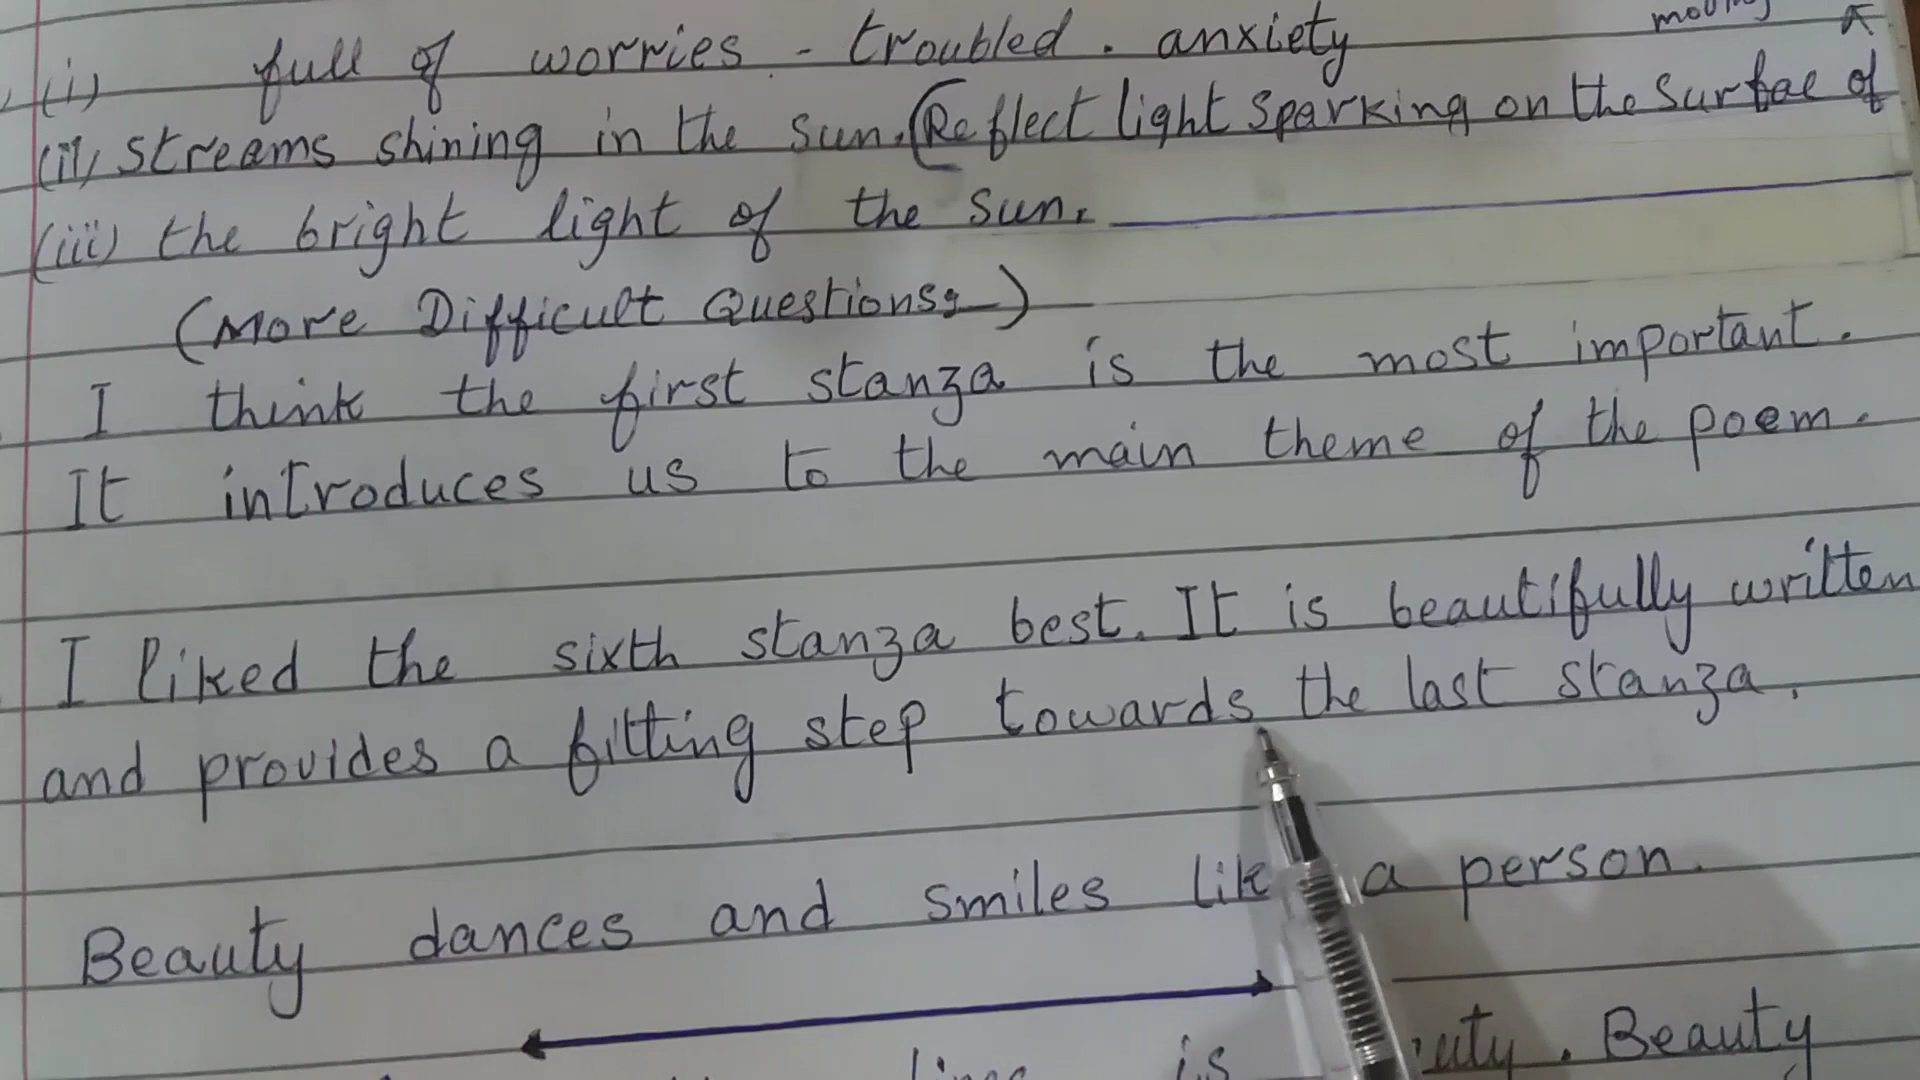 moving
(i) full of worries - troubled. anxiety
(ii) streams shining in the sun. (Reflect light sparking on the surfae of
(iii) the bright light of the sun.
(More Difficult Questions:-)
I think the first stanza is the most important.
It introduces us to the main theme of the poem.
I liked the sixth stanza best. It is beautifully written
and provides a fitting step towards the last stanza.
Beauty dances and smiles like a person.
is Beauty